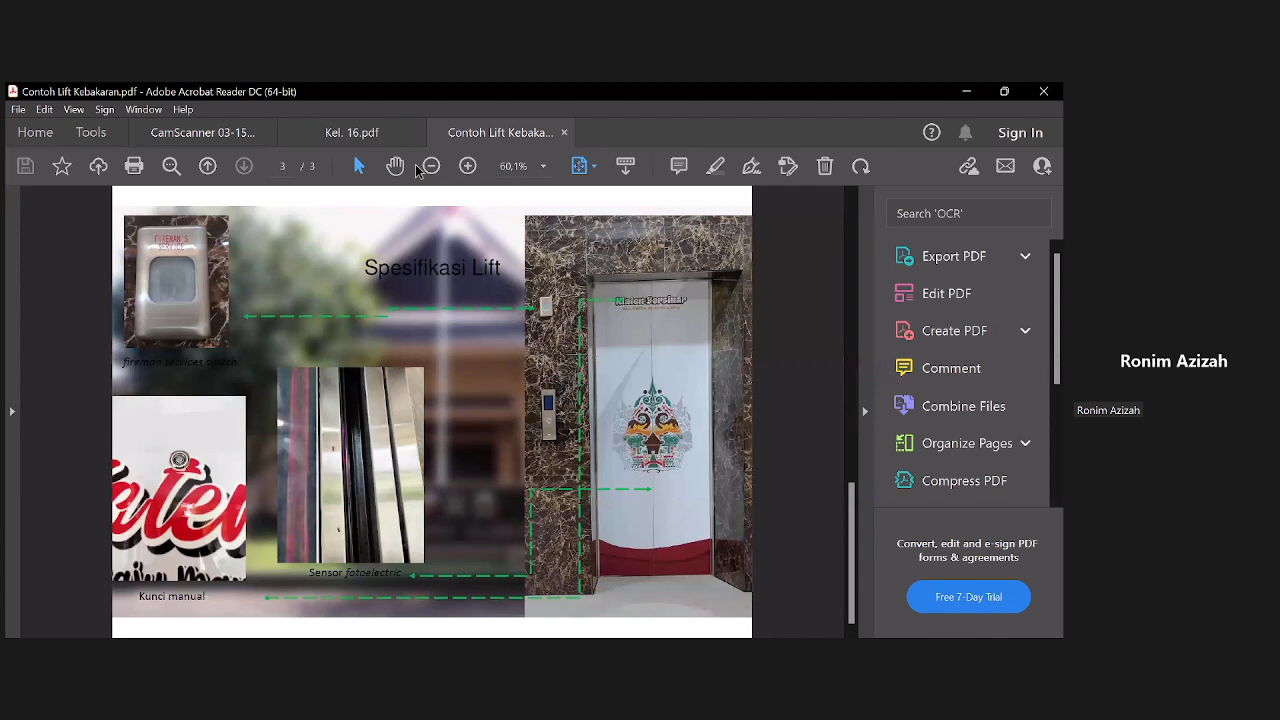 Contoh Lift Kebakaran.pdf - Adobe Acrobat Reader DC (64-bit)
File Edit View Sign Window Help
Home Tools CamScanner 03-15... Kel. 16.pdf Contoh Lift Kebaka... × Sign In
3 / 3 60,1%
Search 'OCR'
Export PDF
Edit PDF
Create PDF
Comment
Combine Files
Organize Pages
Compress PDF
Convert, edit and e-sign PDF
forms & agreements
Free 7-Day Trial
Spesifikasi Lift
FIREMAN'S
fireman services switch
Klaten Bersinar
Sensor fotoelectric
Kunci manual
Ronim Azizah
Ronim Azizah